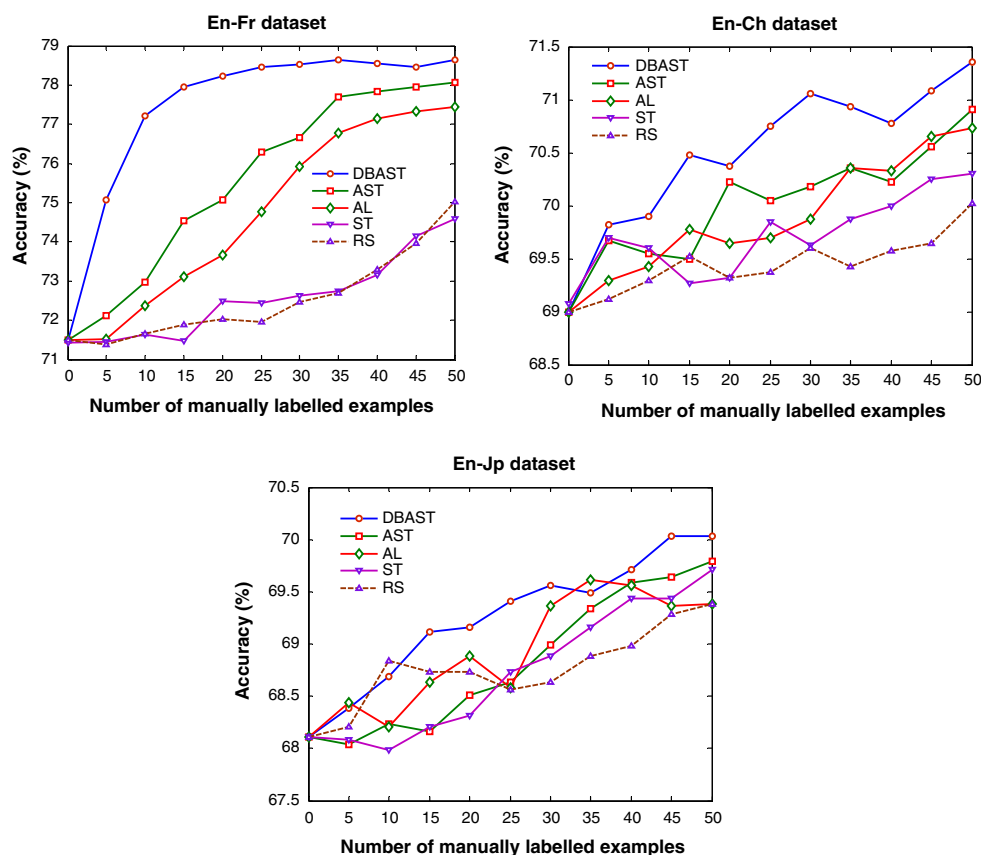 En-Fr dataset
79
78
77
76
75
74
73
72
71
Accuracy (%)
DBAST
AST
AL
ST
RS
0 5 10 15 20 25 30 35 40 45 50
Number of manually labelled examples
En-Ch dataset
71.5
71
70.5
70
69.5
69
68.5
Accuracy (%)
DBAST
AST
AL
ST
RS
0 5 10 15 20 25 30 35 40 45 50
Number of manually labelled examples
En-Jp dataset
70.5
70
69.5
69
68.5
68
67.5
Accuracy (%)
DBAST
AST
AL
ST
RS
0 5 10 15 20 25 30 35 40 45 50
Number of manually labelled examples